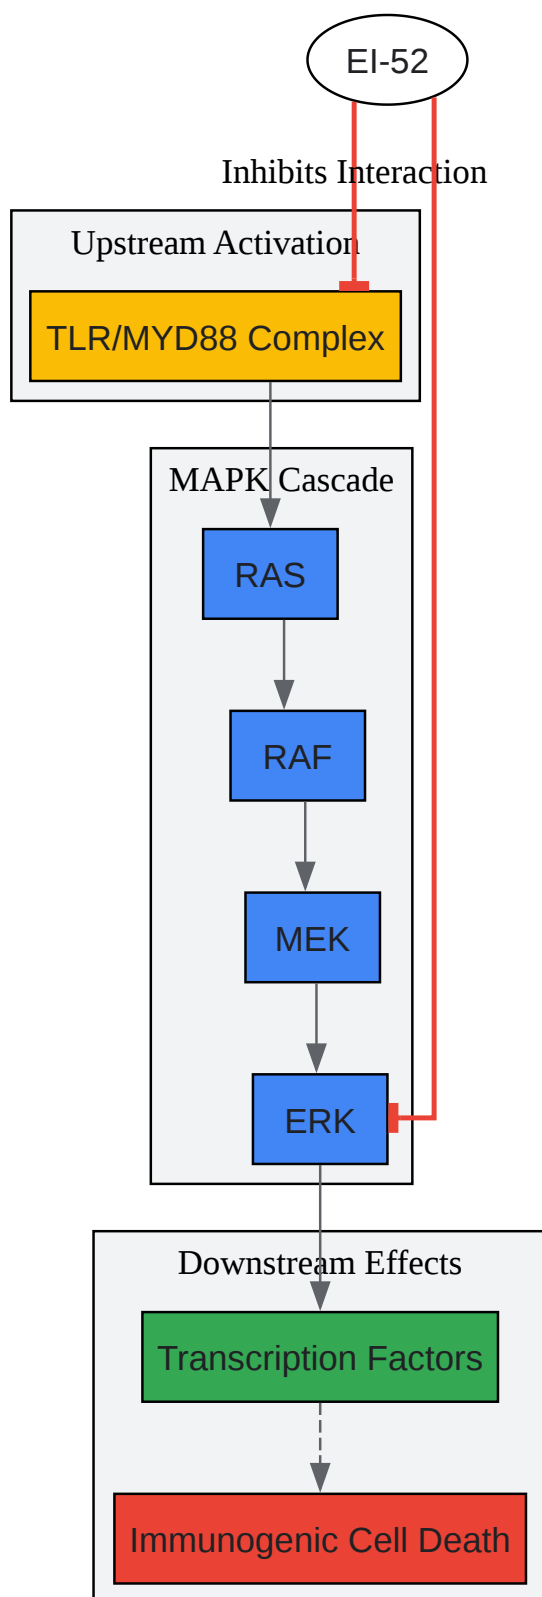 EI-52
Inhibits Interaction
Upstream Activation
TLR/MYD88 Complex
MAPK Cascade
RAS
RAF
MEK
ERK
Downstream Effects
Transcription Factors
Immunogenic Cell Death